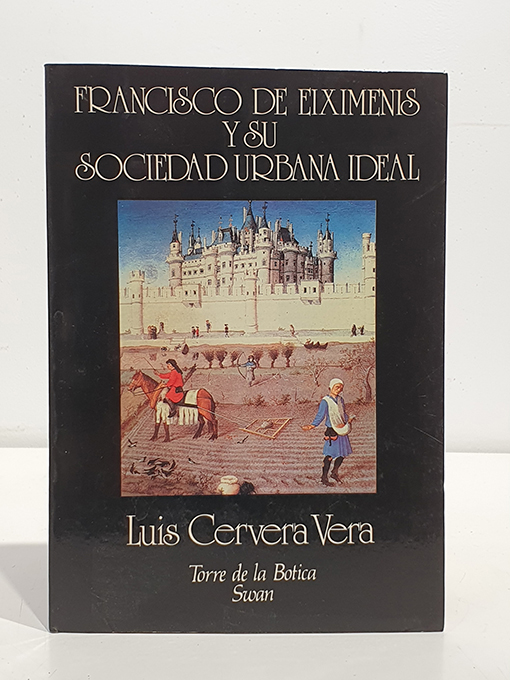 FRANCISCO DE EIXIMENIS
Y SU
SOCIEDAD URBANA IDEAL
Luis Cervera Vera
Torre de la Botica
Swan